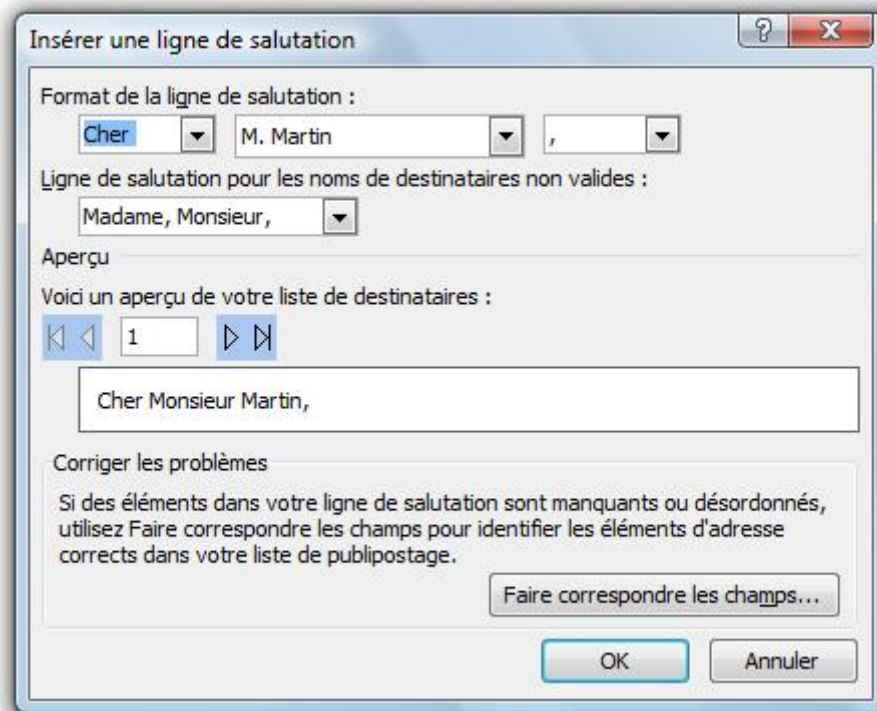 Insérer une ligne de salutation
?
Format de la ligne de salutation :
Cher M. Martin ,
Ligne de salutation pour les noms de destinataires non valides :
Madame, Monsieur,
Aperçu
Voici un aperçu de votre liste de destinataires :
1
Cher Monsieur Martin,
Corriger les problèmes
Si des éléments dans votre ligne de salutation sont manquants ou désordonnés,
utilisez Faire correspondre les champs pour identifier les éléments d'adresse
corrects dans votre liste de publipostage.
Faire correspondre les champs...
OK Annuler